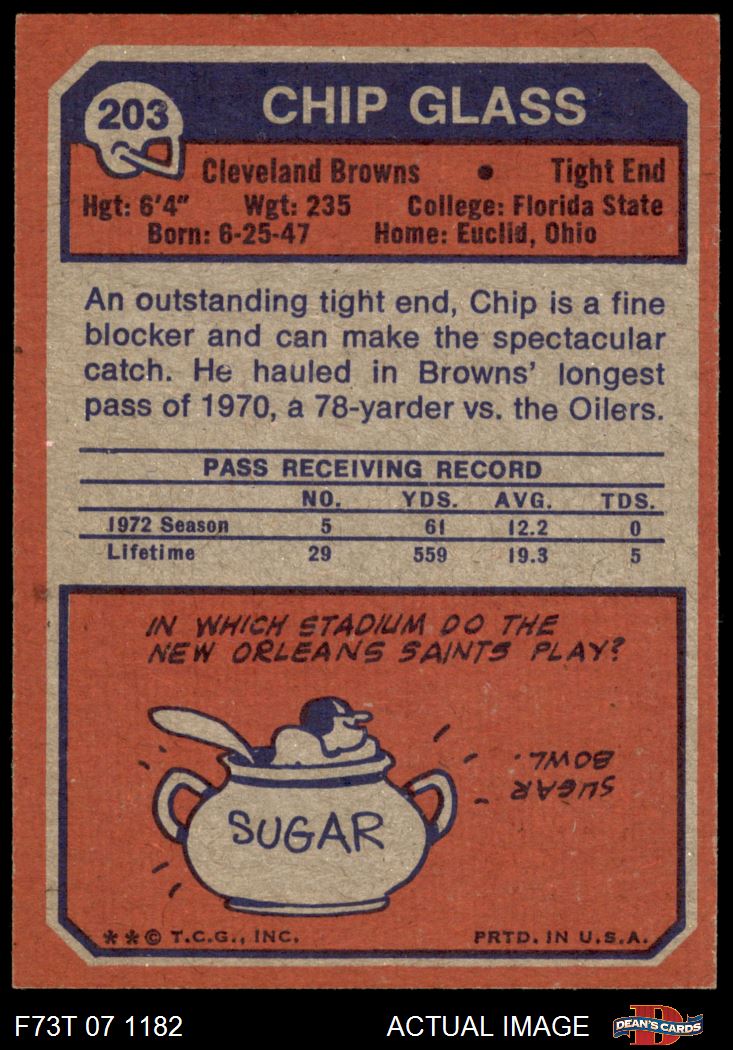 203
CHIP GLASS
Cleveland Browns • Tight End
Hgt: 6'4" Wgt: 235 College: Florida State
Born: 6-25-47 Home: Euclid, Ohio
An outstanding tight end, Chip is a fine
blocker and can make the spectacular
catch. He hauled in Browns' longest
pass of 1970, a 78-yarder vs. the Oilers.
PASS RECEIVING RECORD
NO. YDS. AVG. TDS.
1972 Season 5 61 12.2 0
Lifetime 29 559 19.3 5
IN WHICH STADIUM DO THE
NEW ORLEANS SAINTS PLAY?
SUGAR
BOWL.
TMOB
SUGAR
** © T.C.G., INC. PRTD. IN U.S.A.
F73T 07 1182 ACTUAL IMAGE D DEAN'S CARDS